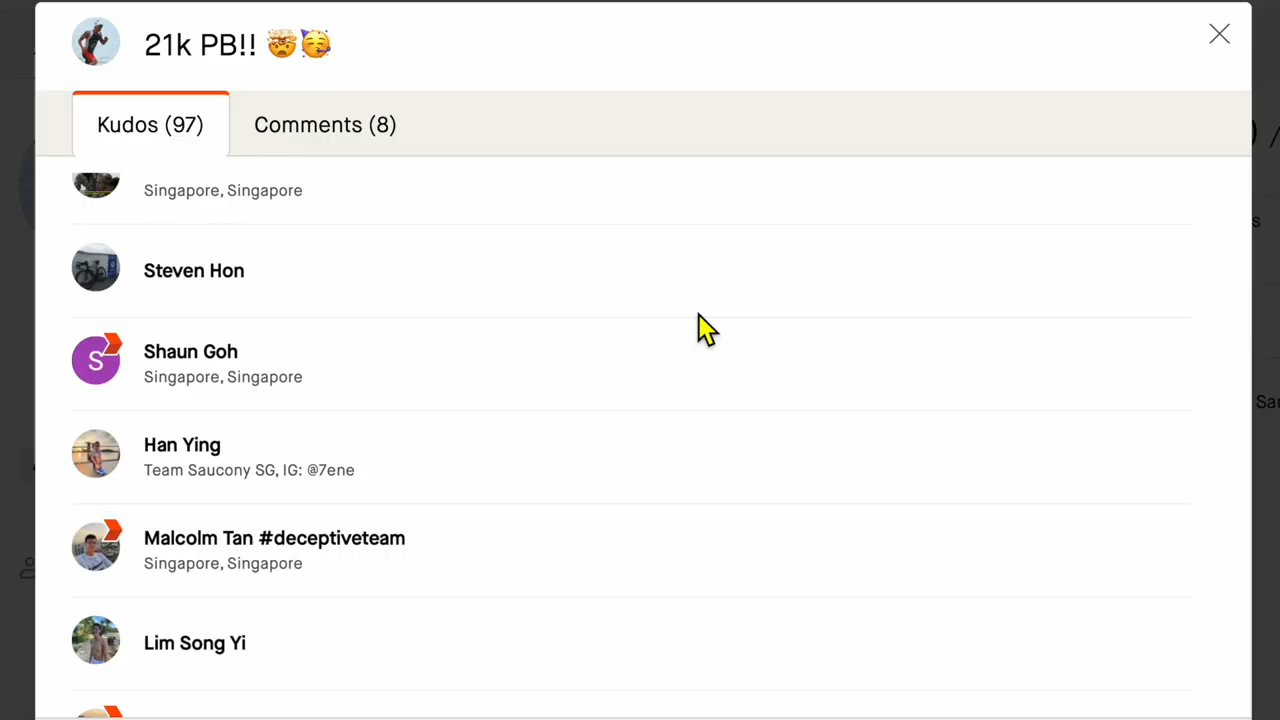 21k PB!! 🤯🥳
Kudos (97)
Comments (8)
Singapore, Singapore
Steven Hon
S
Shaun Goh
Singapore, Singapore
Han Ying
Team Saucony SG, IG: @7ene
Malcolm Tan #deceptiveteam
Singapore, Singapore
Lim Song Yi